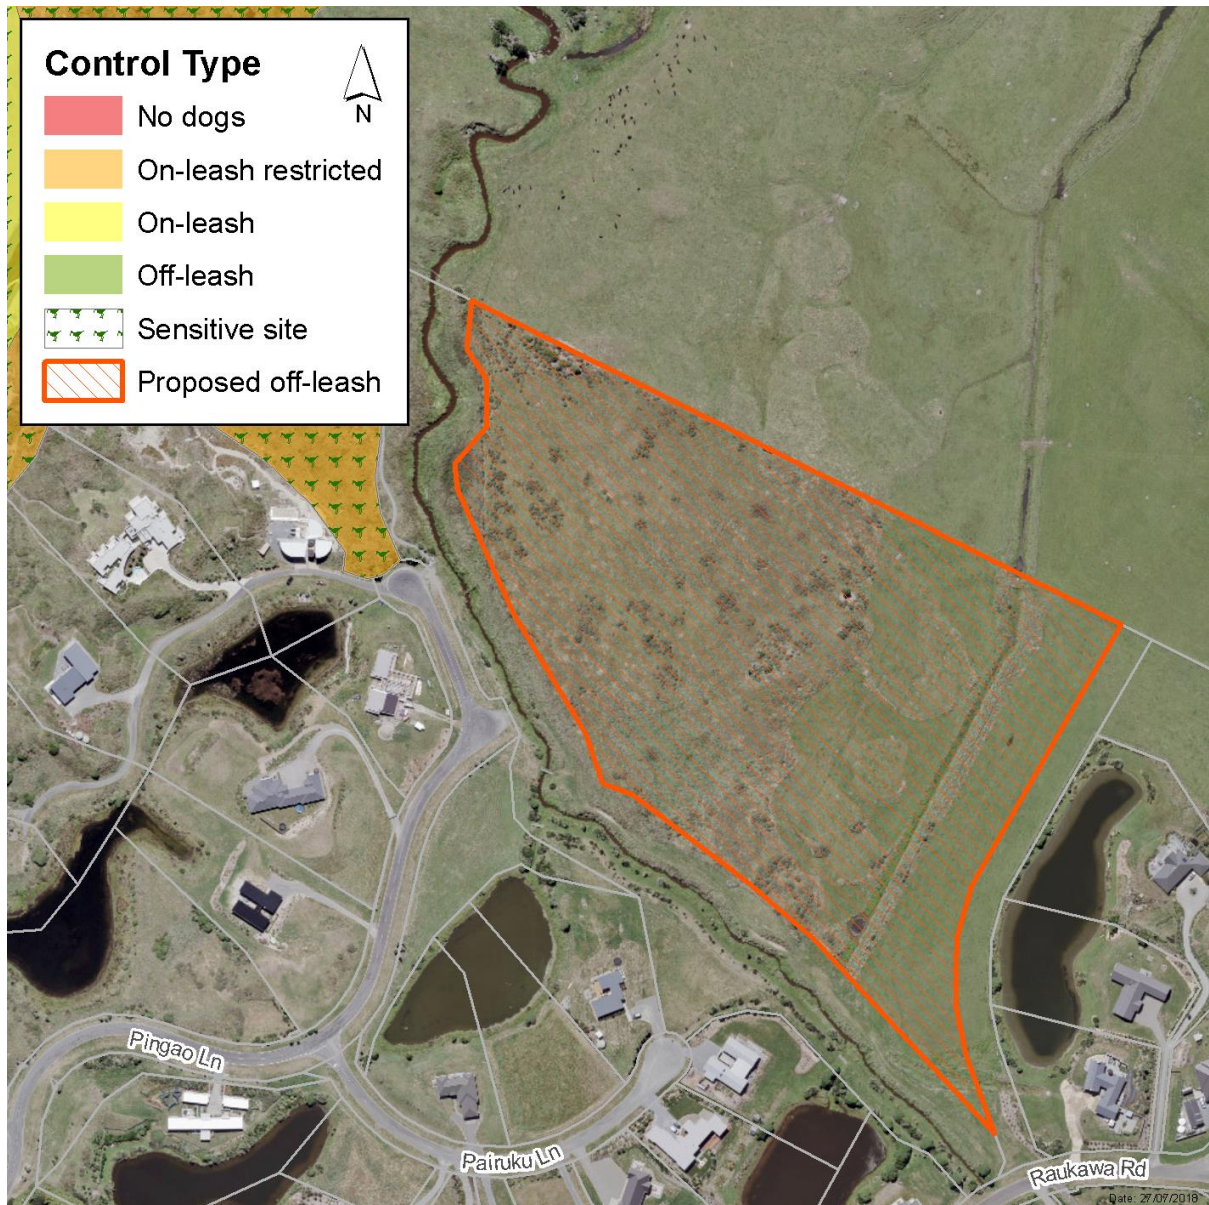 Control Type
N
No dogs
On-leash restricted
On-leash
Off-leash
Sensitive site
Proposed off-leash
Pingao Ln
Pairuku Ln
Raukawa Rd
Date: 27/07/2018